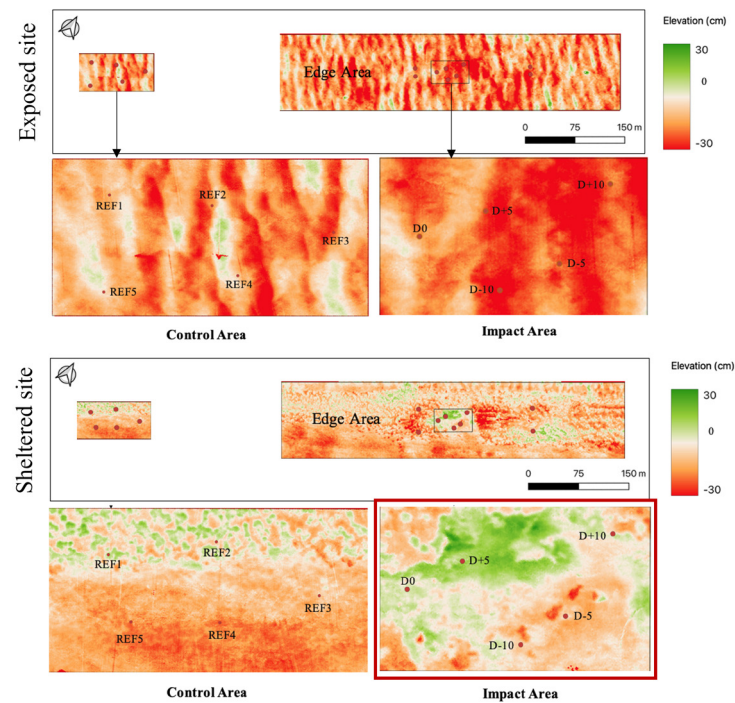 Exposed site
Elevation (cm)
30
0
-30
Edge Area
0 75 150 m
REF1
REF2
REF3
REF4
REF5
Control Area
D+10
D+5
D0
D-5
D-10
Impact Area
Sheltered site
Elevation (cm)
30
0
-30
Edge Area
0 75 150 m
REF1
REF2
REF3
REF5
REF4
Control Area
D+10
D+5
D0
D-5
D-10
Impact Area